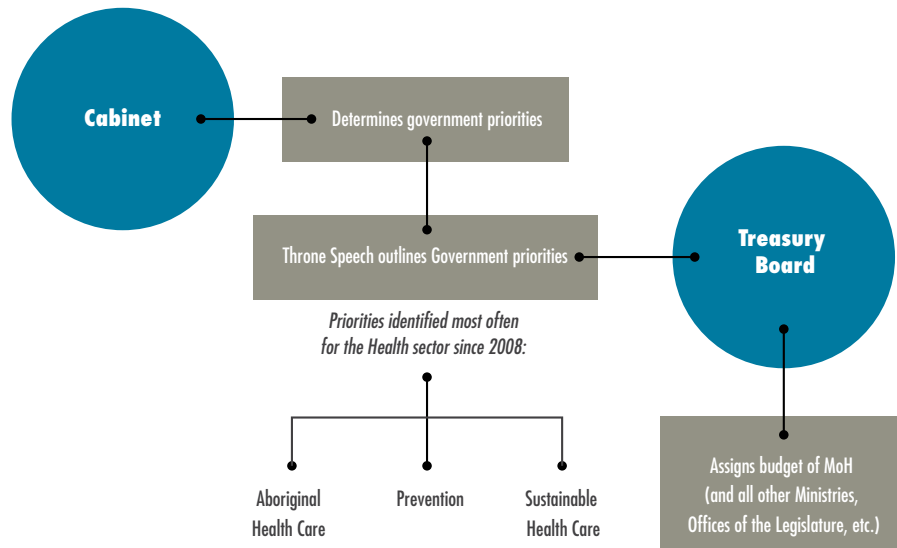 Cabinet
Determines government priorities
Throne Speech outlines Government priorities
Treasury
Board
Priorities identified most often
for the Health sector since 2008:
Aboriginal
Health Care
Prevention
Sustainable
Health Care
Assigns budget of MoH
(and all other Ministries,
Offices of the Legislature, etc.)